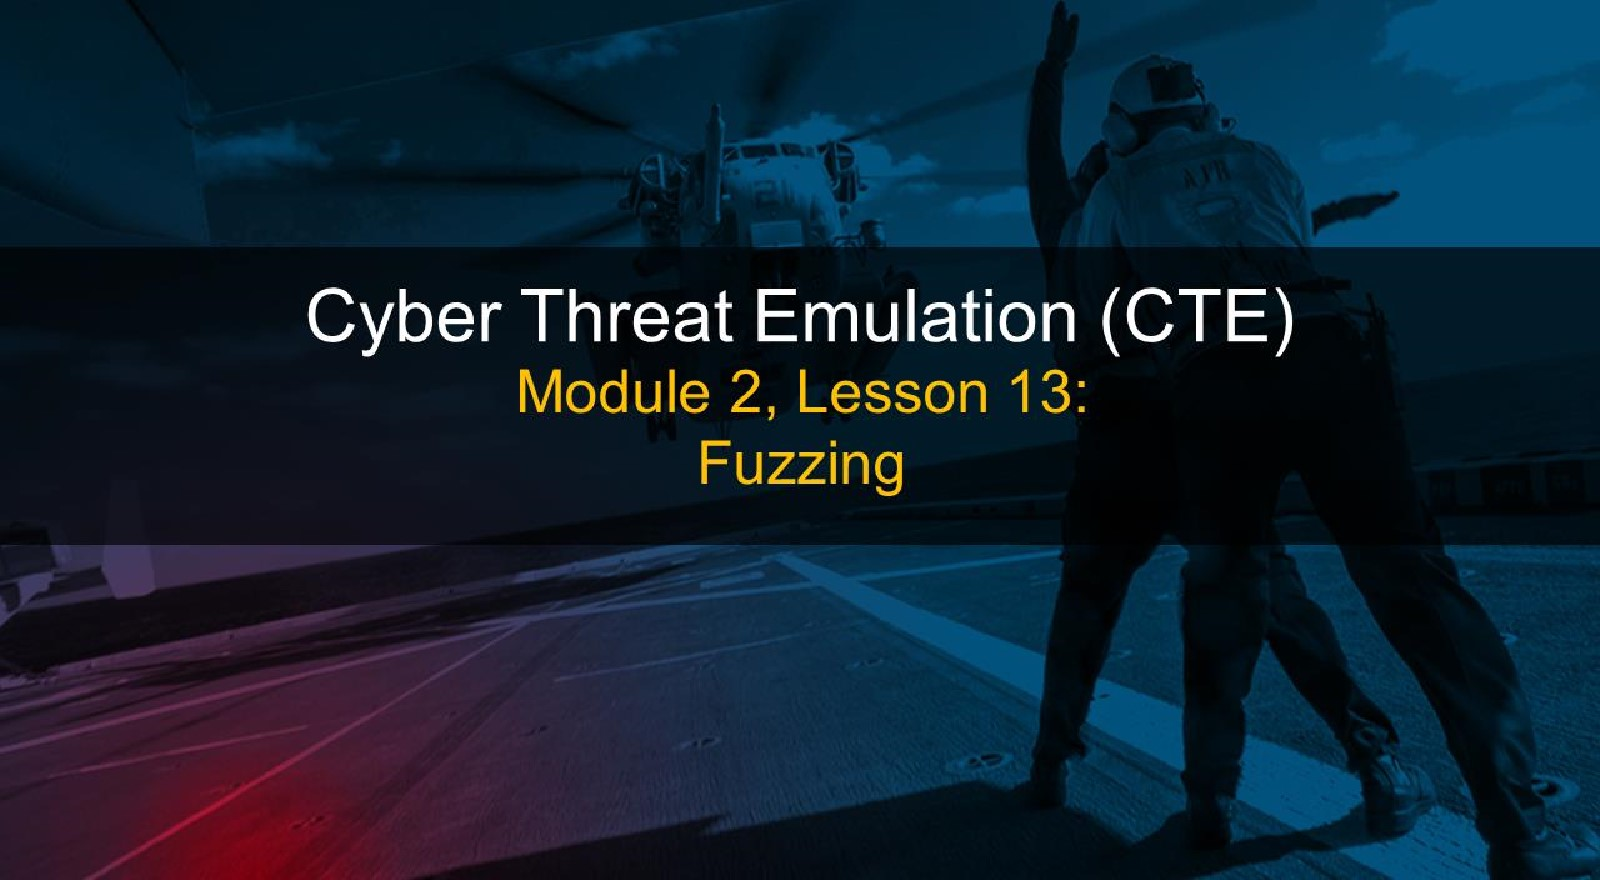 Cyber Threat Emulation (CTE)
Module 2, Lesson 13:
Fuzzing